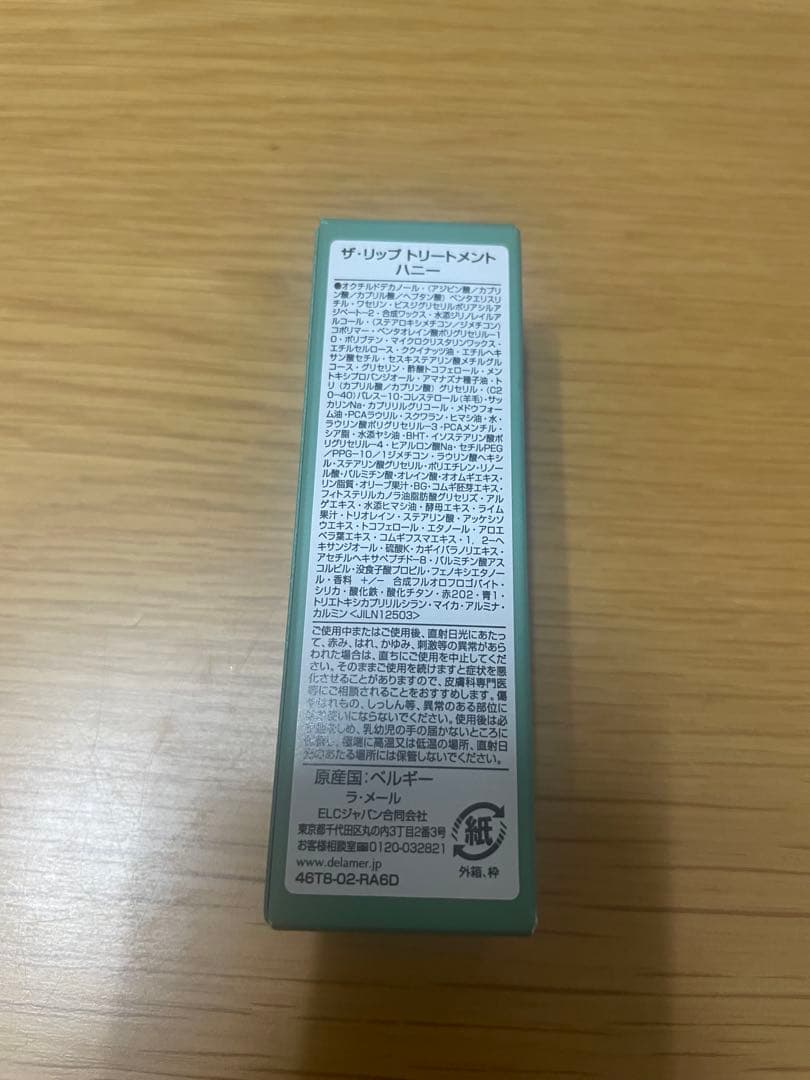 ザ・リップ トリートメント
ハニー
●オクチルドデカノール・(アジピン酸/カプリ
ン酸/カプリル酸/ヘプタン酸) ペンタエリスリ
チル・ワセリン・ビスジグリセリルポリアシルア
ジペート-2・合成ワックス・水添ジリノレイルア
ルコール・(ステアロキシメチコン/ジメチコン)
コポリマー・ペンタオレイン酸ポリグリセリル-1
0・ポリブテン・マイクロクリスタリンワックス・
エチルセルロース・ククイナッツ油・エチルヘキ
サン酸セチル・セスキステアリン酸メチルグル
コース・グリセリン・酢酸トコフェロール・メン
トキシプロパンジオール・アマナズナ種子油・ト
リ(カプリル酸/カプリン酸) グリセリル・(C2
0-40)パレス-10・コレステロール(羊毛)・サッ
カリンNa・カプリリルグリコール・メドウフォー
ム油・PCAラウリル・スクワラン・ヒマシ油・水・
ラウリン酸ポリグリセリル-3・PCAメンチル・
シア脂・水添ヤシ油・BHT・イソステアリン酸ポ
リグリセリル-4・ヒアルロン酸Na・セチルPEG
/PPG-10/1ジメチコン・ラウリン酸ヘキシ
ル・ステアリン酸グリセリル・ポリエチレン・リノー
ル酸・パルミチン酸・オレイン酸・オオムギエキス・
リン脂質・オリーブ果汁・BG・コムギ胚芽エキス・
フィトステリルカノラ油脂肪酸グリセリズ・アル
ゲエキス・水添ヒマシ油・酵母エキス・ライム
果汁・トリオレイン・ステアリン酸・アッケシソ
ウエキス・トコフェロール・エタノール・アロエ
ベラ葉エキス・コムギフスマエキス・1, 2-ヘ
キサンジオール・硫酸K・カギイバラノリエキス・
アセチルヘキサペプチド-8・パルミチン酸アス
コルビル・没食子酸プロピル・フェノキシエタノー
ル・香料 +/- 合成フルオロフロゴパイト・
シリカ・酸化鉄・酸化チタン・赤202・青1・
トリエトキシカプリリルシラン・マイカ・アルミナ・
カルミン <JILN12503>
ご使用中またはご使用後、直射日光にあたっ
て、赤み、はれ、かゆみ、刺激等の異常があら
われた場合は、直ちにご使用を中止してくだ
さい。そのままご使用を続けますと症状を悪
化させることがありますので、皮膚科専門医
等にご相談されることをおすすめします。傷
やはれもの、しっしん等、異常のある部位に
はお使いにならないでください。使用後は必
ず しめ、乳幼児の手の届かないところに
し、極端に高温又は低温の場所、直射日
光のあたる場所には保管しないでください。
原産国:ベルギー
ラ・メール
ELCジャパン合同会社
東京都千代田区丸の内3丁目2番3号
お客様相談室 0120-032821
www.delamer.jp
46T8-02-RA6D
紙
外箱、枠